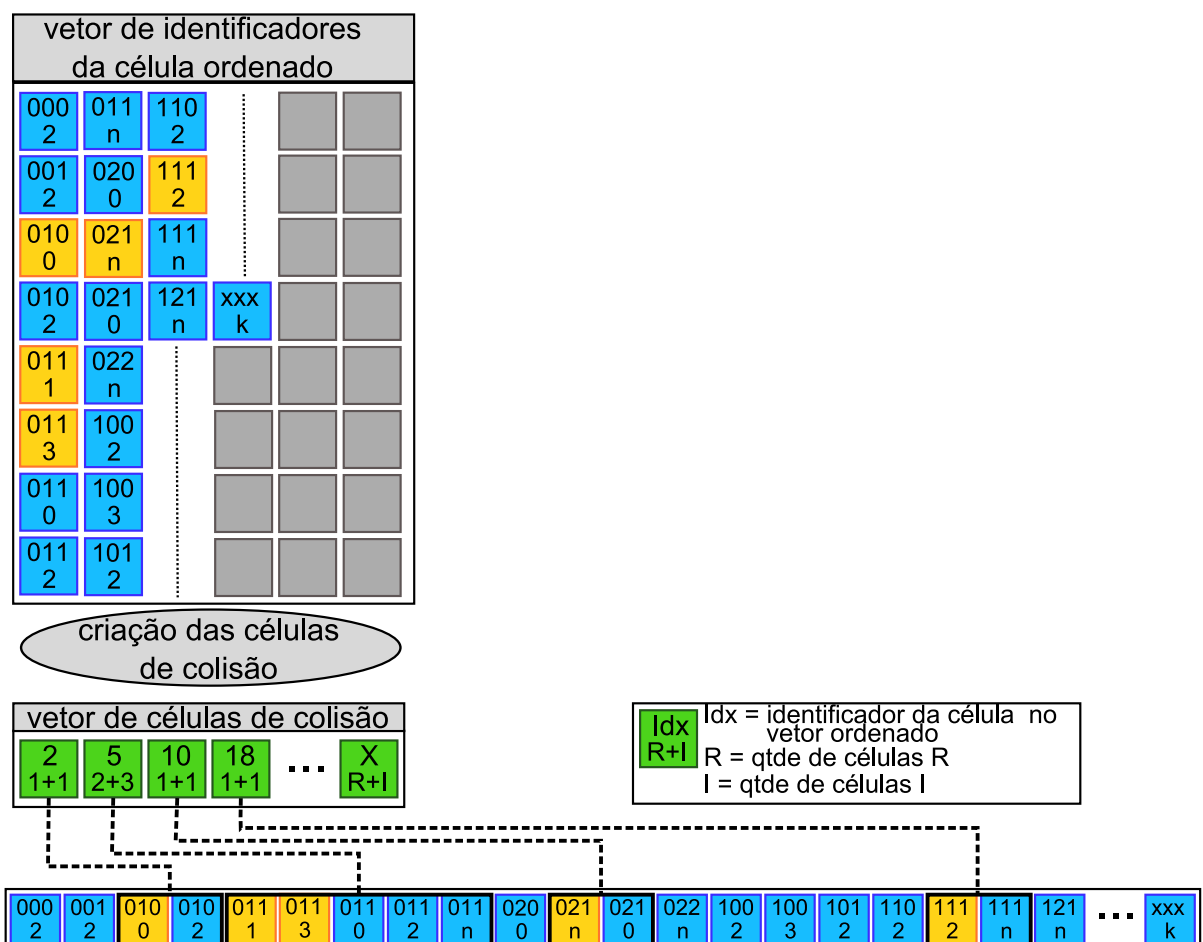 vetor de identificadores
da célula ordenado
000 011 110
2 n 2
001 020 111
2 0 2
010 021 111
0 n n
010 021 121 xxx
2 0 n k
011 022
1 n
011 100
3 2
011 100
0 3
011 101
2 2
criação das células
de colisão
vetor de células de colisão
2 5 10 18 ... X
1+1 2+3 1+1 1+1 R+I
Idx
R+I
Idx = identificador da célula no
vetor ordenado
R = qtde de células R
I = qtde de células I
000 001 010 010 011 011 011 011 011 020 021 021 022 100 100 101 110 111 111 121 ... xxx
2 2 0 2 1 3 0 2 n 0 n 0 n 2 3 2 2 2 n n k